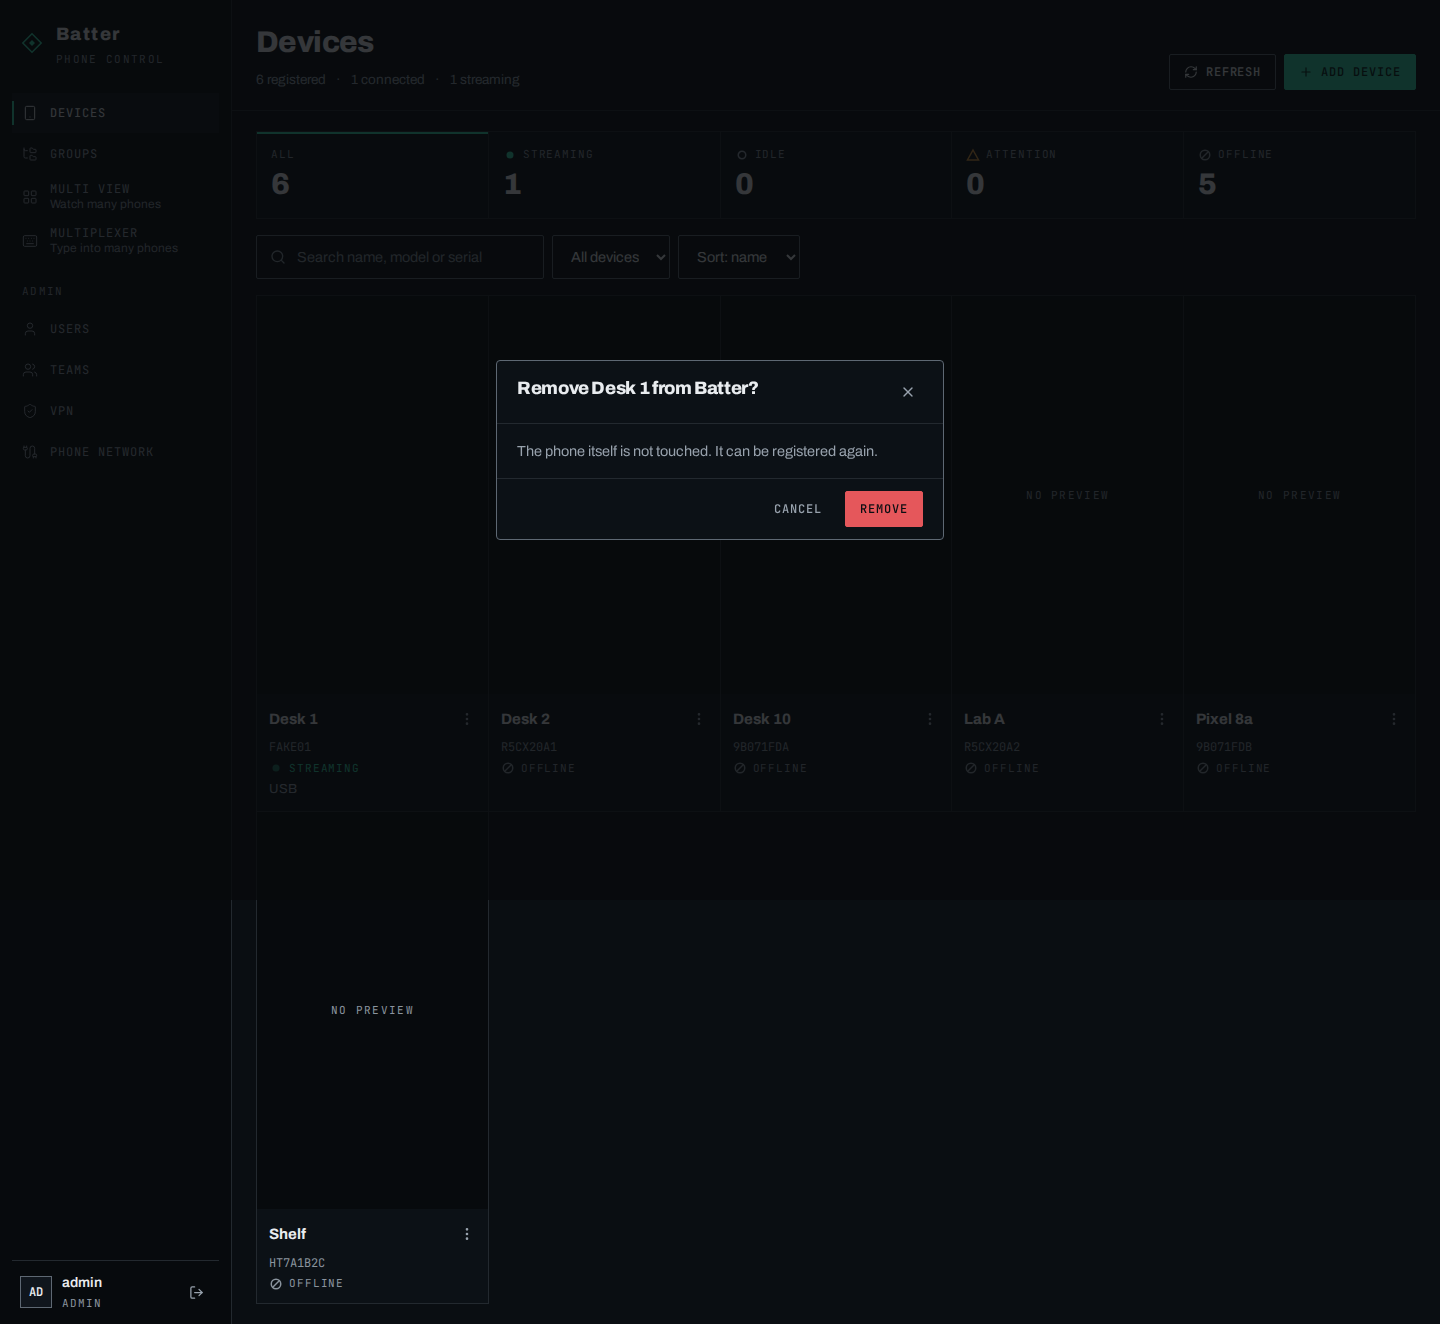 Batter
PHONE CONTROL
DEVICES
GROUPS
MULTI VIEW
Watch many phones
MULTIPLEXER
Type into many phones
ADMIN
USERS
TEAMS
VPN
PHONE NETWORK
AD
admin
ADMIN
Devices
6 registered · 1 connected · 1 streaming
REFRESH
ADD DEVICE
ALL
6
STREAMING
1
IDLE
0
ATTENTION
0
OFFLINE
5
Search name, model or serial
All devices
Sort: name
Remove Desk 1 from Batter?
The phone itself is not touched. It can be registered again.
CANCEL
REMOVE
NO PREVIEW
NO PREVIEW
Desk 1
FAKE01
STREAMING
USB
Desk 2
R5CX20A1
OFFLINE
Desk 10
9B071FDA
OFFLINE
Lab A
R5CX20A2
OFFLINE
Pixel 8a
9B071FDB
OFFLINE
NO PREVIEW
Shelf
HT7A1B2C
OFFLINE